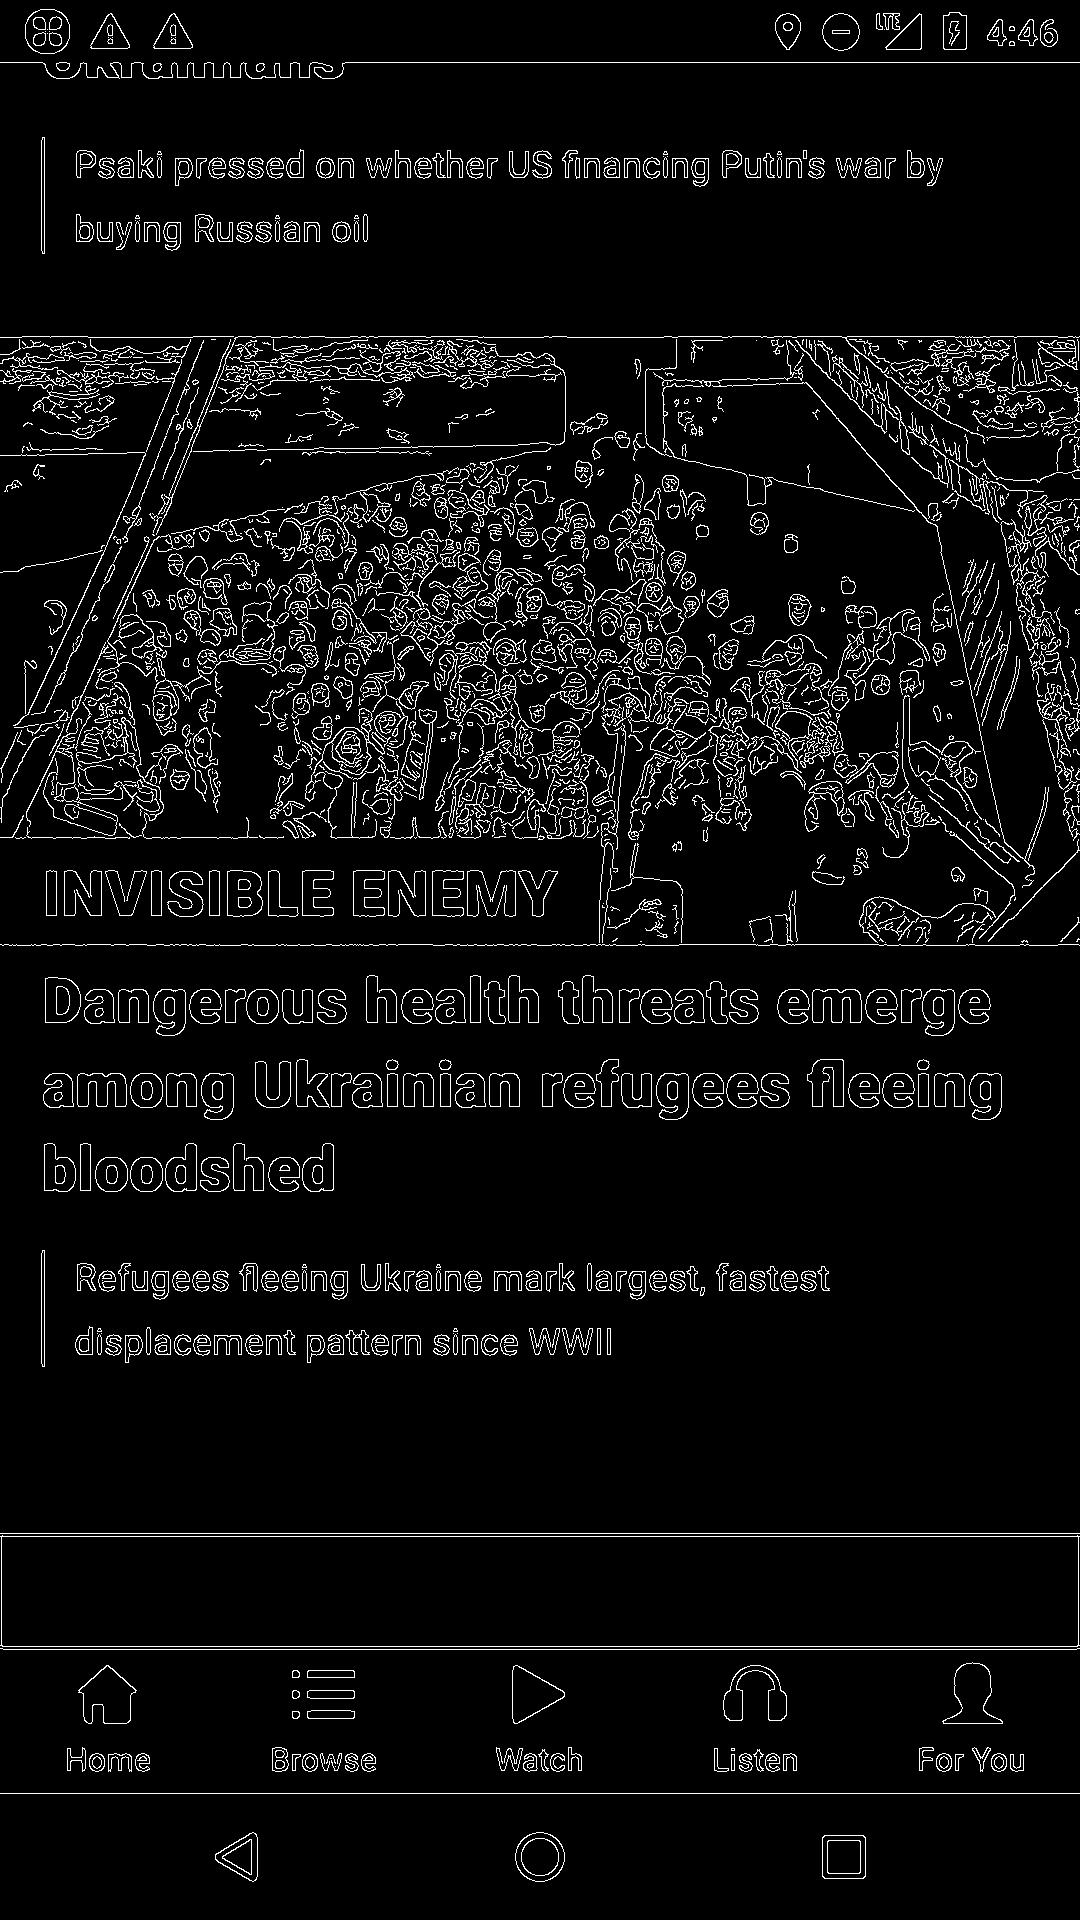 LTE 4:46
Ukrainians
Psaki pressed on whether US financing Putin's war by
buying Russian oil
INVISIBLE ENEMY
Dangerous health threats emerge
among Ukrainian refugees fleeing
bloodshed
Refugees fleeing Ukraine mark largest, fastest
displacement pattern since WWII
Home Browse Watch Listen For You